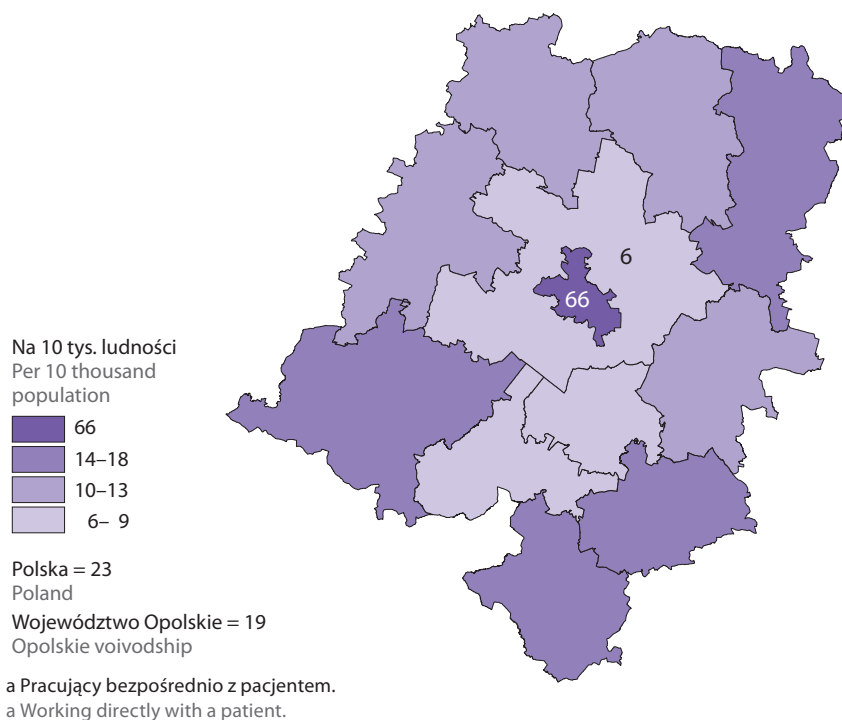 6
66
Na 10 tys. ludności
Per 10 thousand
population
66
14–18
10–13
6– 9
Polska = 23
Poland
Województwo Opolskie = 19
Opolskie voivodship
a Pracujący bezpośrednio z pacjentem.
a Working directly with a patient.